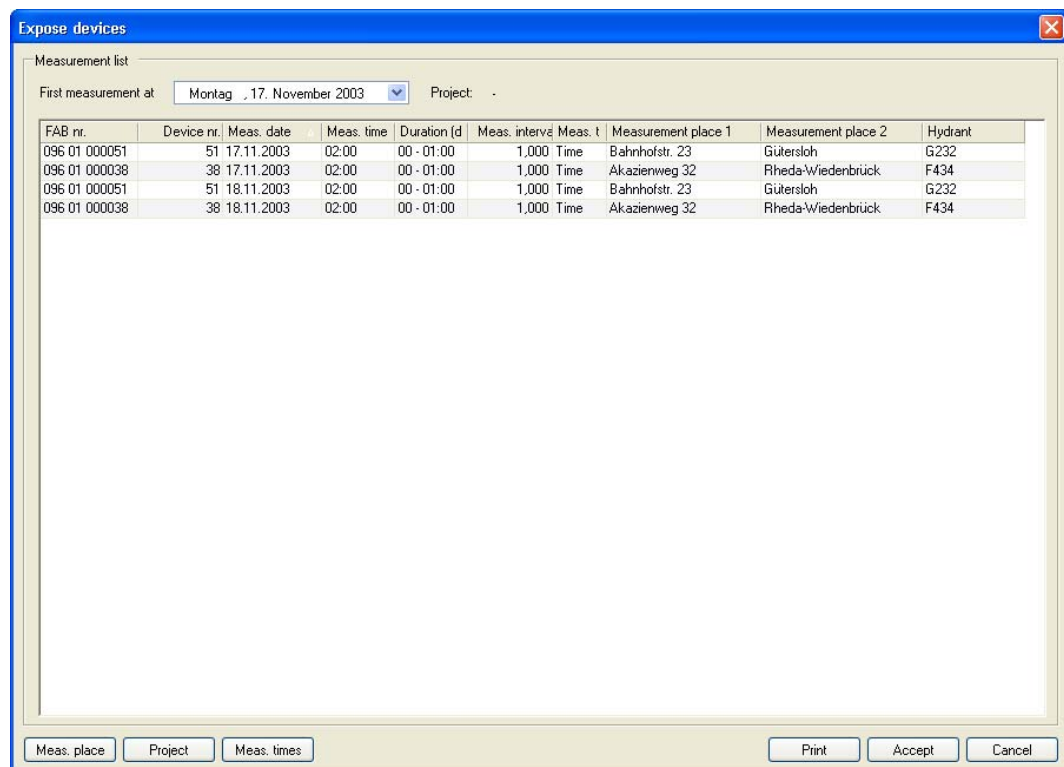 Expose devices
Measurement list
First measurement at Montag , 17. November 2003 Project: -
FAB nr. Device nr. Meas. date Meas. time Duration (d Meas. interva Meas. t Measurement place 1 Measurement place 2 Hydrant
096 01 000051 51 17.11.2003 02:00 00 - 01:00 1,000 Time Bahnhofstr. 23 Gütersloh G232
096 01 000038 38 17.11.2003 02:00 00 - 01:00 1,000 Time Akazienweg 32 Rheda-Wiedenbrück F434
096 01 000051 51 18.11.2003 02:00 00 - 01:00 1,000 Time Bahnhofstr. 23 Gütersloh G232
096 01 000038 38 18.11.2003 02:00 00 - 01:00 1,000 Time Akazienweg 32 Rheda-Wiedenbrück F434
Meas. place Project Meas. times Print Accept Cancel